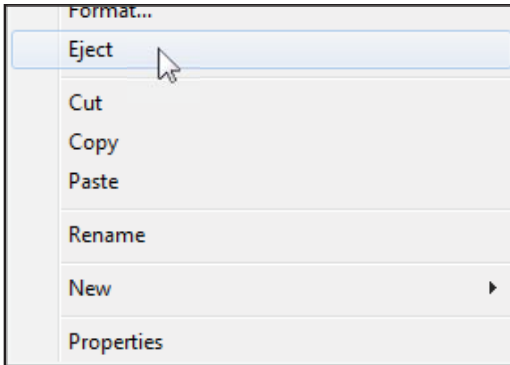 Format...
Eject
Cut
Copy
Paste
Rename
New
Properties